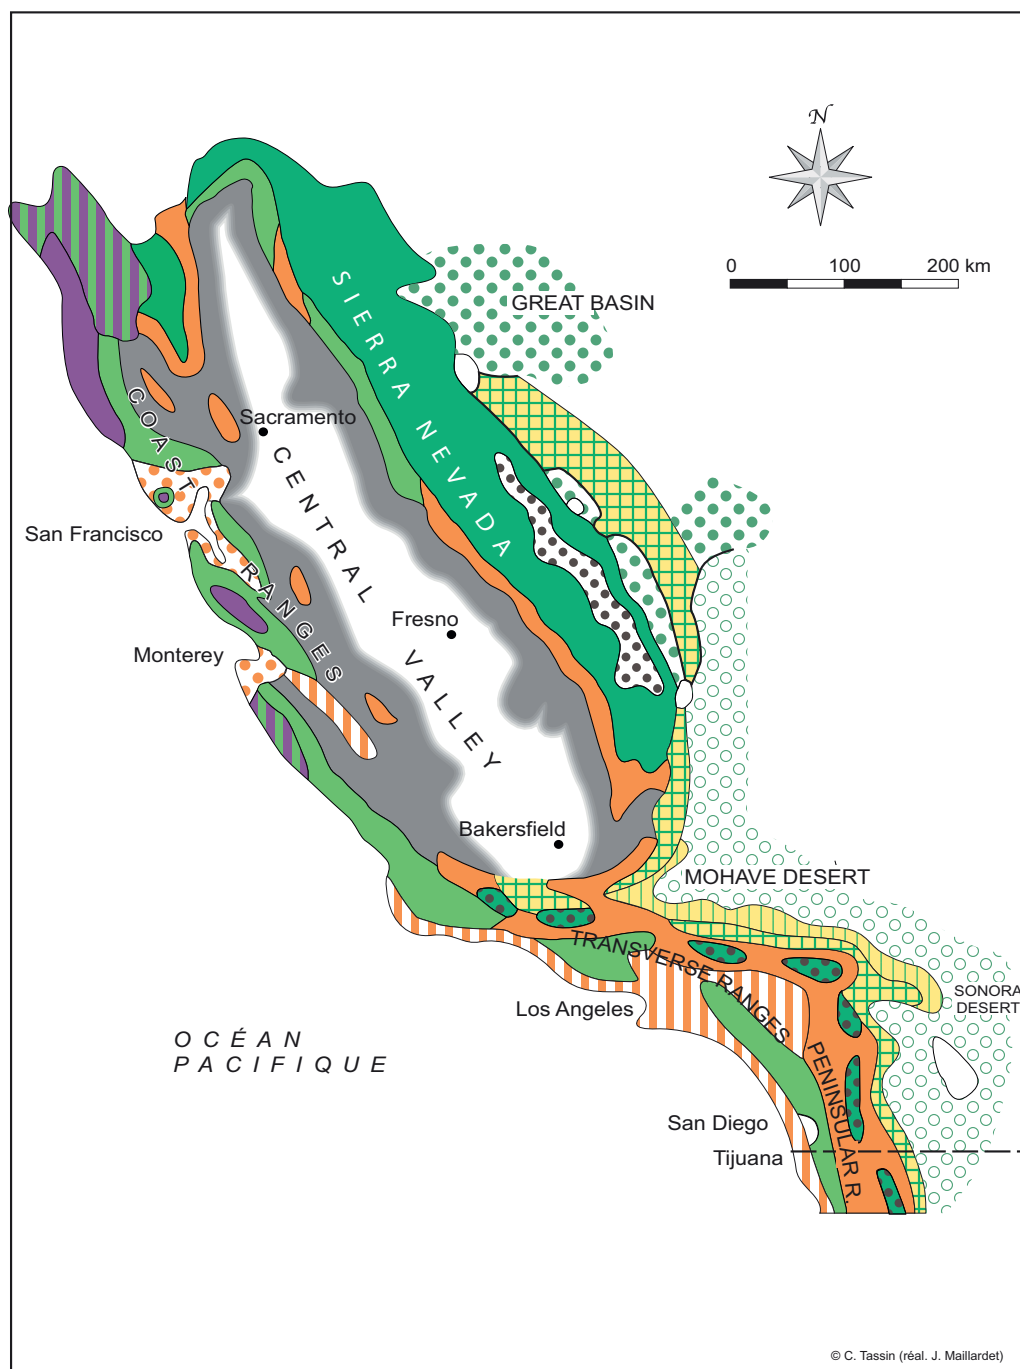 N
0 100 200 km
GREAT BASIN
SIERRA NEVADA
COAST RANGES
Sacramento
CENTRAL VALLEY
San Francisco
Fresno
Monterey
Bakersfield
MOHAVE DESERT
TRANSVERSE RANGES
SONORA
DESERT
Los Angeles
OCÉAN
PACIFIQUE
PENINSULAR R.
San Diego
Tijuana
© C. Tassin (réal. J. Maillardet)